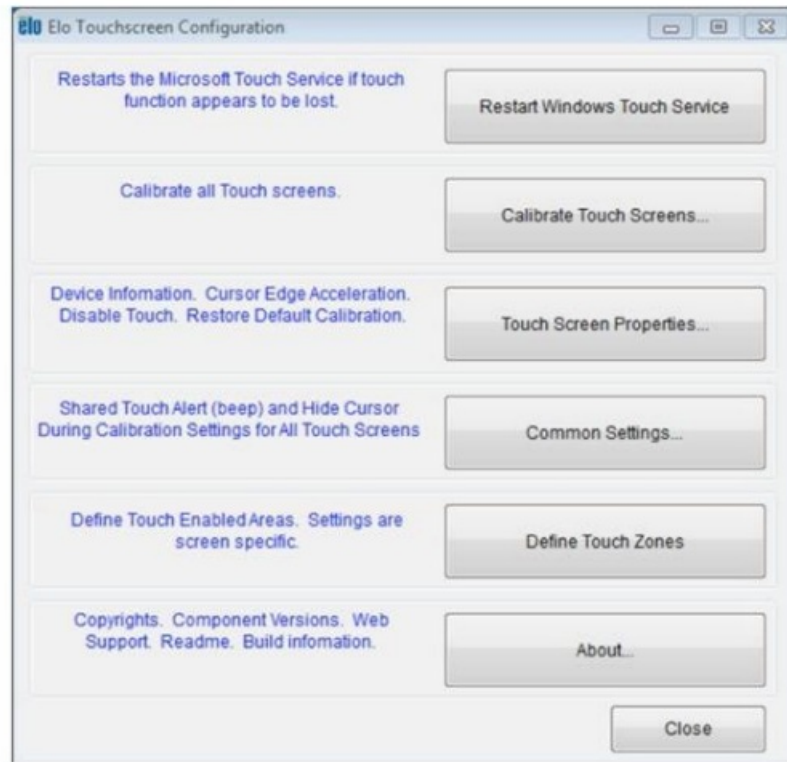 elo Elo Touchscreen Configuration
Restarts the Microsoft Touch Service if touch
function appears to be lost.
Restart Windows Touch Service
Calibrate all Touch screens.
Calibrate Touch Screens...
Device Infomation. Cursor Edge Acceleration.
Disable Touch. Restore Default Calibration.
Touch Screen Properties...
Shared Touch Alert (beep) and Hide Cursor
During Calibration Settings for All Touch Screens
Common Settings...
Define Touch Enabled Areas. Settings are
screen specific.
Define Touch Zones
Copyrights. Component Versions. Web
Support. Readme. Build infomation.
About...
Close